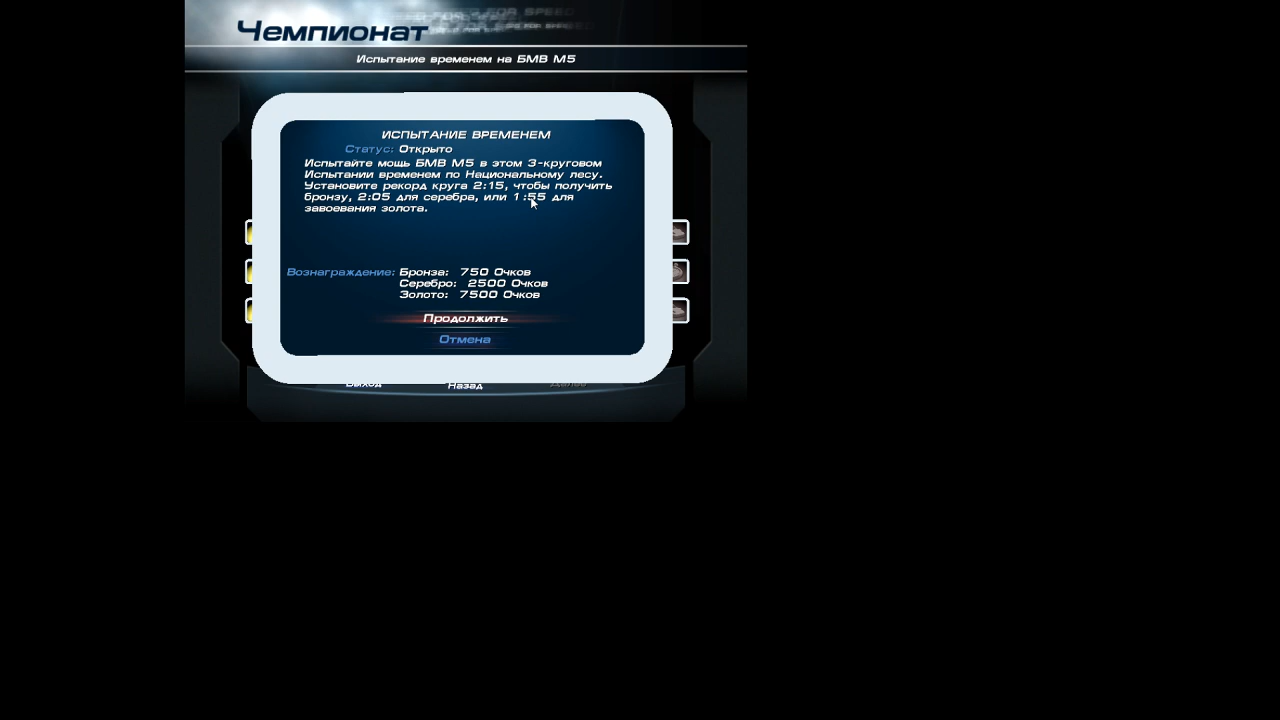 Чемпионат
Испытание временем на БМВ М5
ИСПЫТАНИЕ ВРЕМЕНЕМ
Статус: Открыто
Испытайте мощь БМВ М5 в этом 3-круговом
Испытании временем по Национальному лесу.
Установите рекорд круга 2:15, чтобы получить
бронзу, 2:05 для серебра, или 1:55 для
завоевания золота.
Вознаграждение: Бронза: 750 Очков
Серебро: 2500 Очков
Золото: 7500 Очков
Продолжить
Отмена
Выход Назад Далее